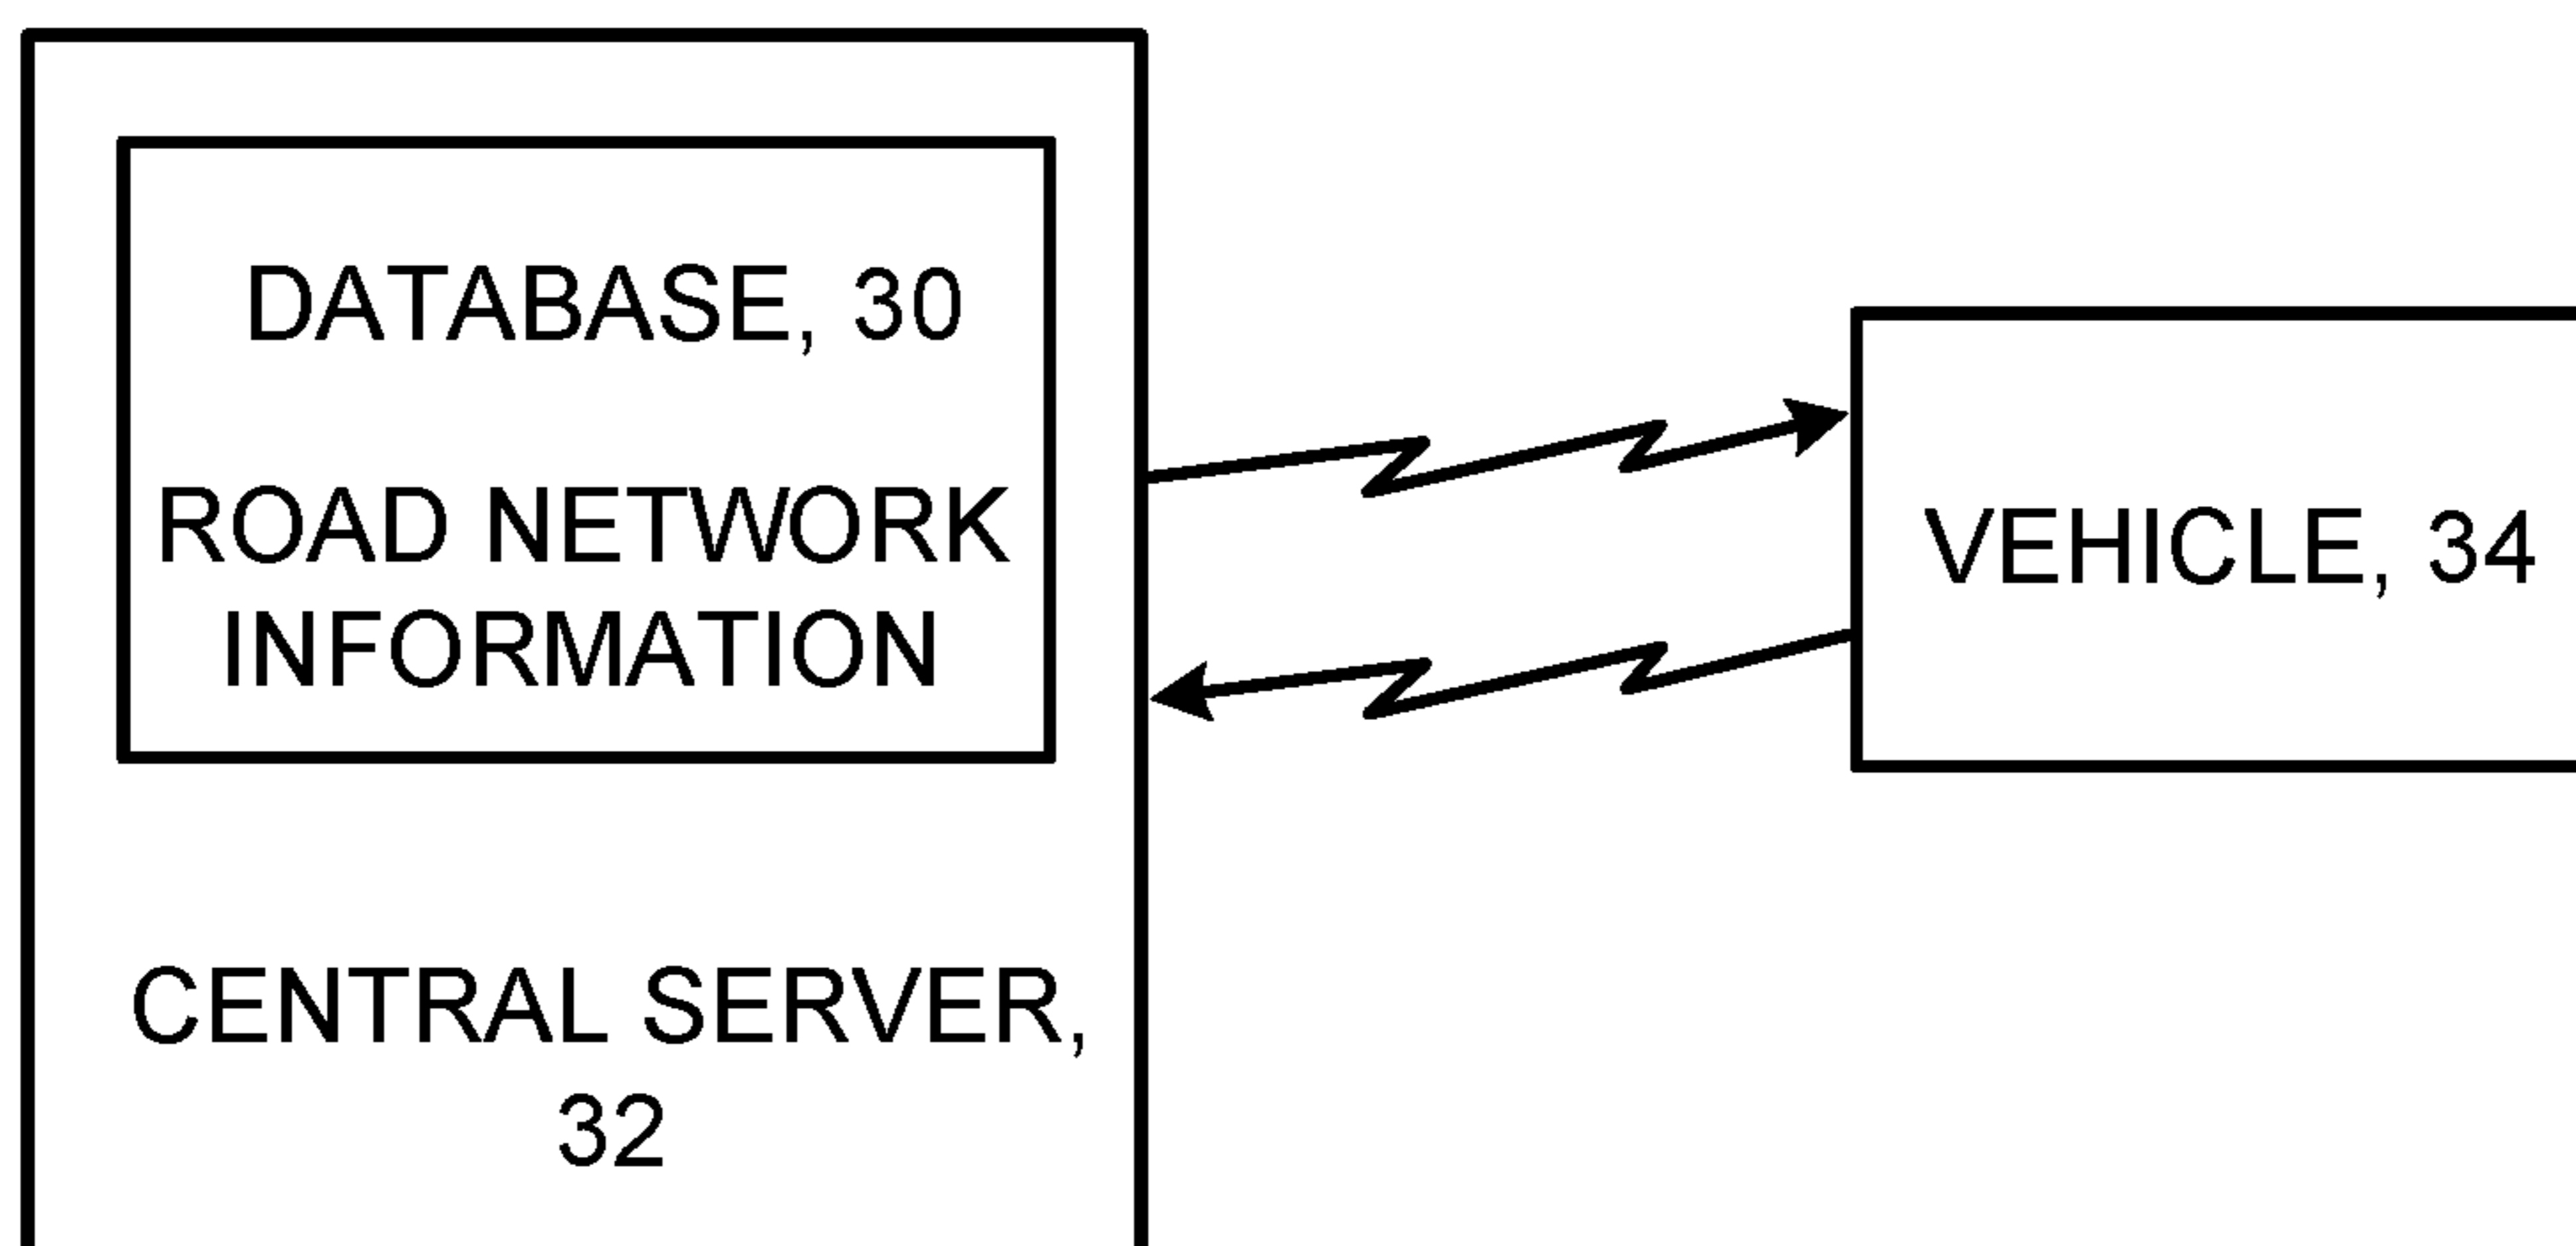 DATABASE, 30
ROAD NETWORK
INFORMATION
CENTRAL SERVER,
32
VEHICLE, 34